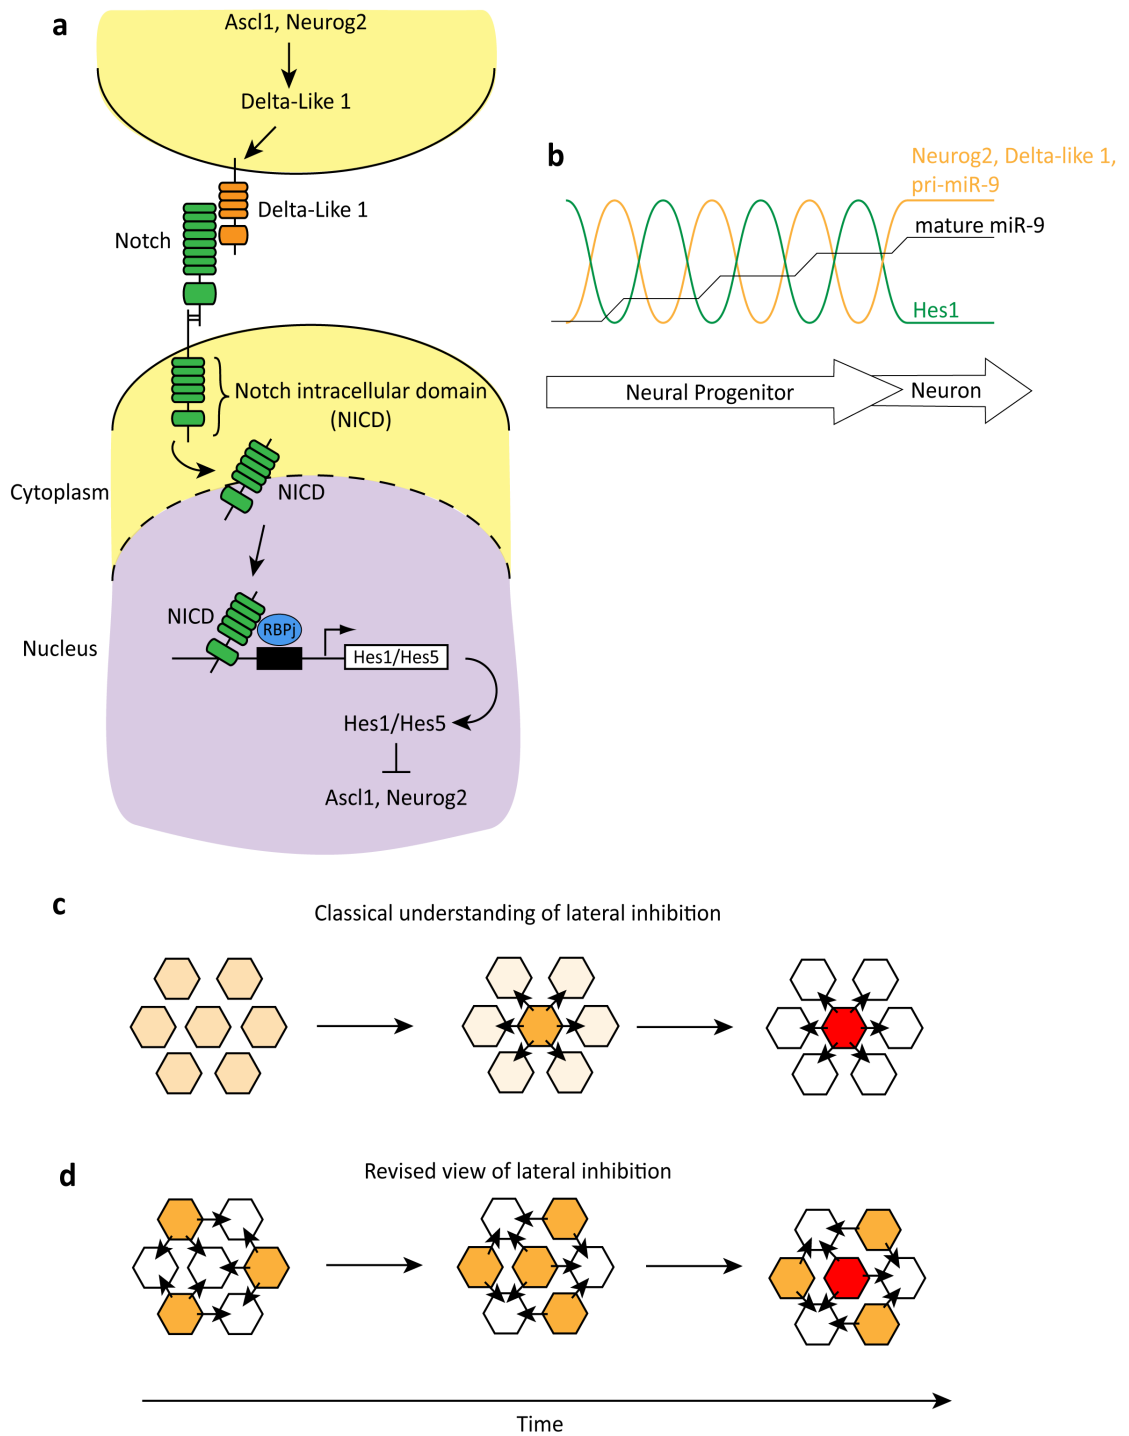 a
Ascl1, Neurog2
Delta-Like 1
Delta-Like 1
Notch
Notch intracellular domain
(NICD)
Cytoplasm
NICD
NICD
RBPj
Nucleus
Hes1/Hes5
Hes1/Hes5
Ascl1, Neurog2
b
Neurog2, Delta-like 1,
pri-miR-9
mature miR-9
Hes1
Neural Progenitor
Neuron
c
Classical understanding of lateral inhibition
d
Revised view of lateral inhibition
Time